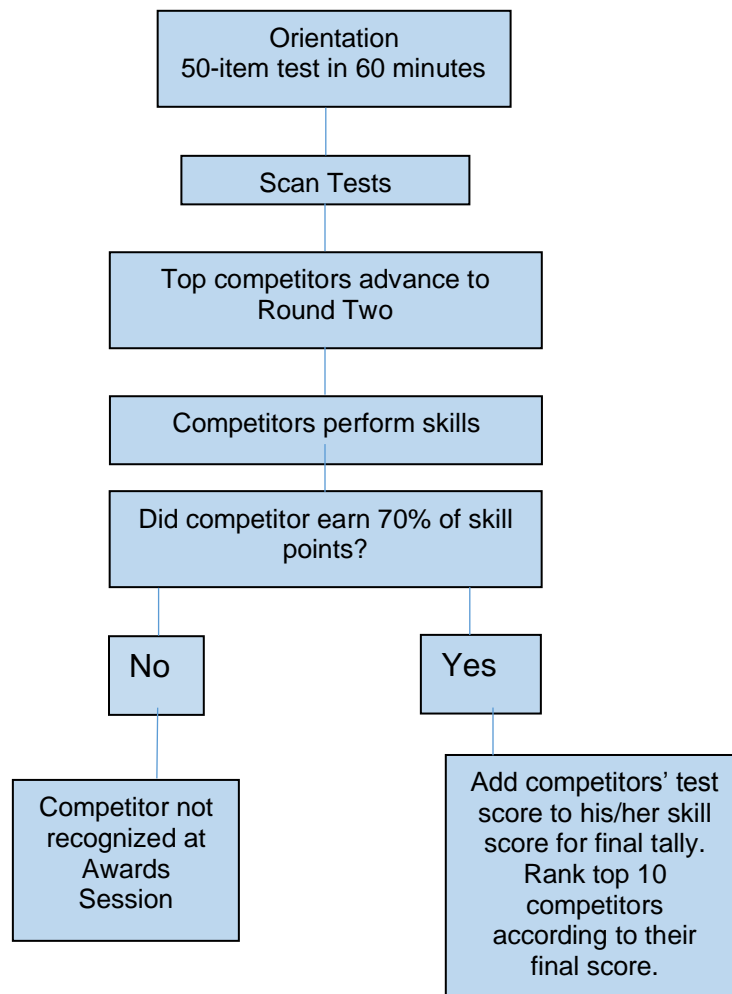 Orientation
50-item test in 60 minutes
Scan Tests
Top competitors advance to
Round Two
Competitors perform skills
Did competitor earn 70% of skill
points?
No
Yes
Competitor not
recognized at
Awards
Session
Add competitors’ test
score to his/her skill
score for final tally.
Rank top 10
competitors
according to their
final score.